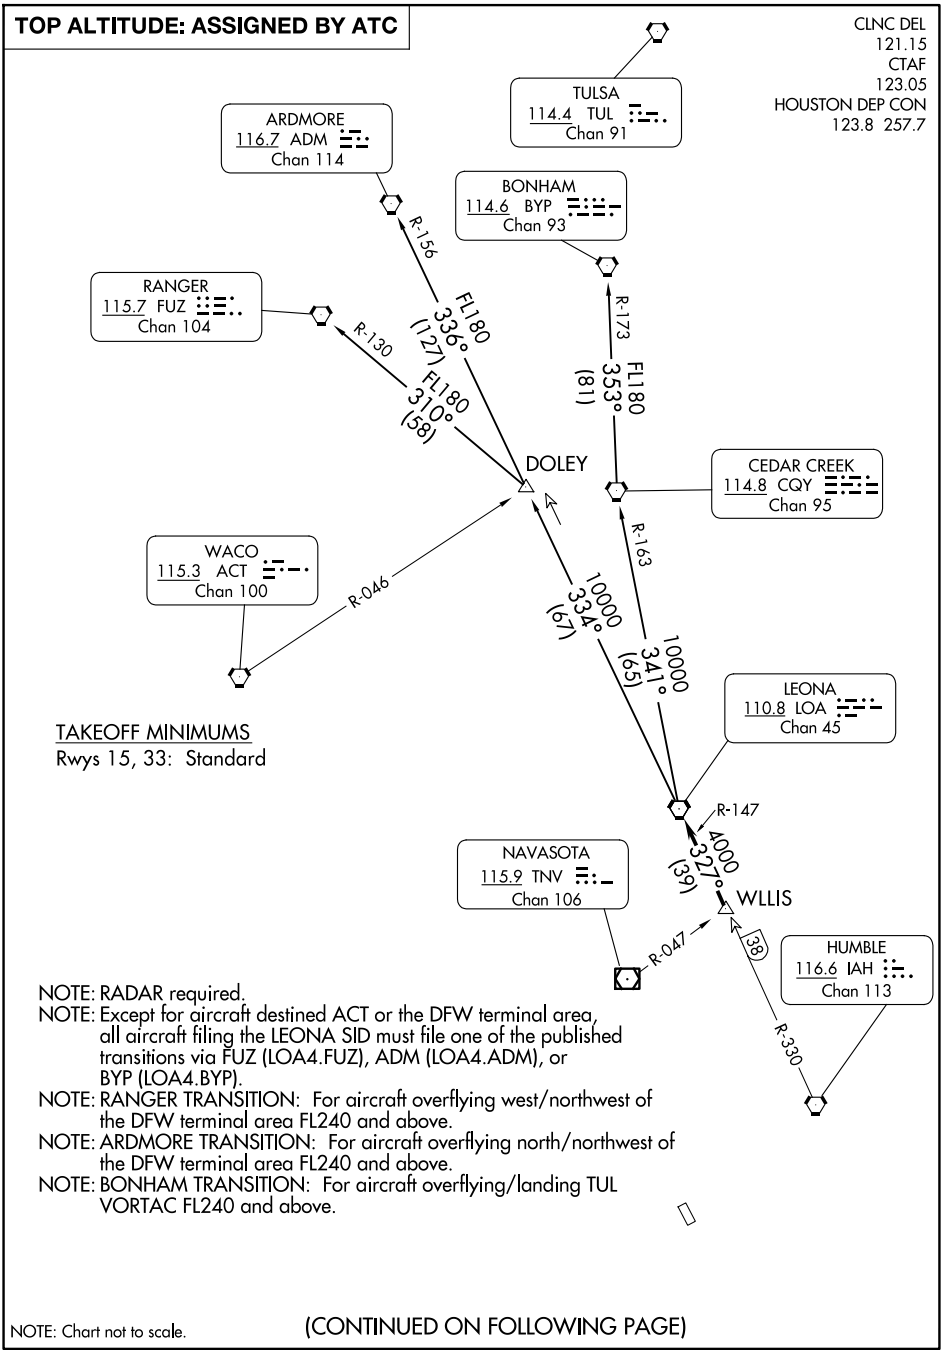 TOP ALTITUDE: ASSIGNED BY ATC
CLNC DEL
121.15
CTAF
123.05
HOUSTON DEP CON
123.8 257.7
TULSA
114.4 TUL
Chan 91
ARDMORE
116.7 ADM
Chan 114
BONHAM
114.6 BYP
Chan 93
RANGER
115.7 FUZ
Chan 104
R-156
FL180
336°
(127)
R-130
FL180
310°
(58)
R-173
FL180
353°
(81)
DOLEY
CEDAR CREEK
114.8 CQY
Chan 95
WACO
115.3 ACT
Chan 100
R-046
R-163
10000
334°
(67)
10000
341°
(65)
LEONA
110.8 LOA
Chan 45
TAKEOFF MINIMUMS
Rwys 15, 33: Standard
R-147
4000
327°
(39)
NAVASOTA
115.9 TNV
Chan 106
WLLIS
R-047
38
HUMBLE
116.6 IAH
Chan 113
R-330
NOTE: RADAR required.
NOTE: Except for aircraft destined ACT or the DFW terminal area,
all aircraft filing the LEONA SID must file one of the published
transitions via FUZ (LOA4.FUZ), ADM (LOA4.ADM), or
BYP (LOA4.BYP).
NOTE: RANGER TRANSITION: For aircraft overflying west/northwest of
the DFW terminal area FL240 and above.
NOTE: ARDMORE TRANSITION: For aircraft overflying north/northwest of
the DFW terminal area FL240 and above.
NOTE: BONHAM TRANSITION: For aircraft overflying/landing TUL
VORTAC FL240 and above.
NOTE: Chart not to scale.
(CONTINUED ON FOLLOWING PAGE)